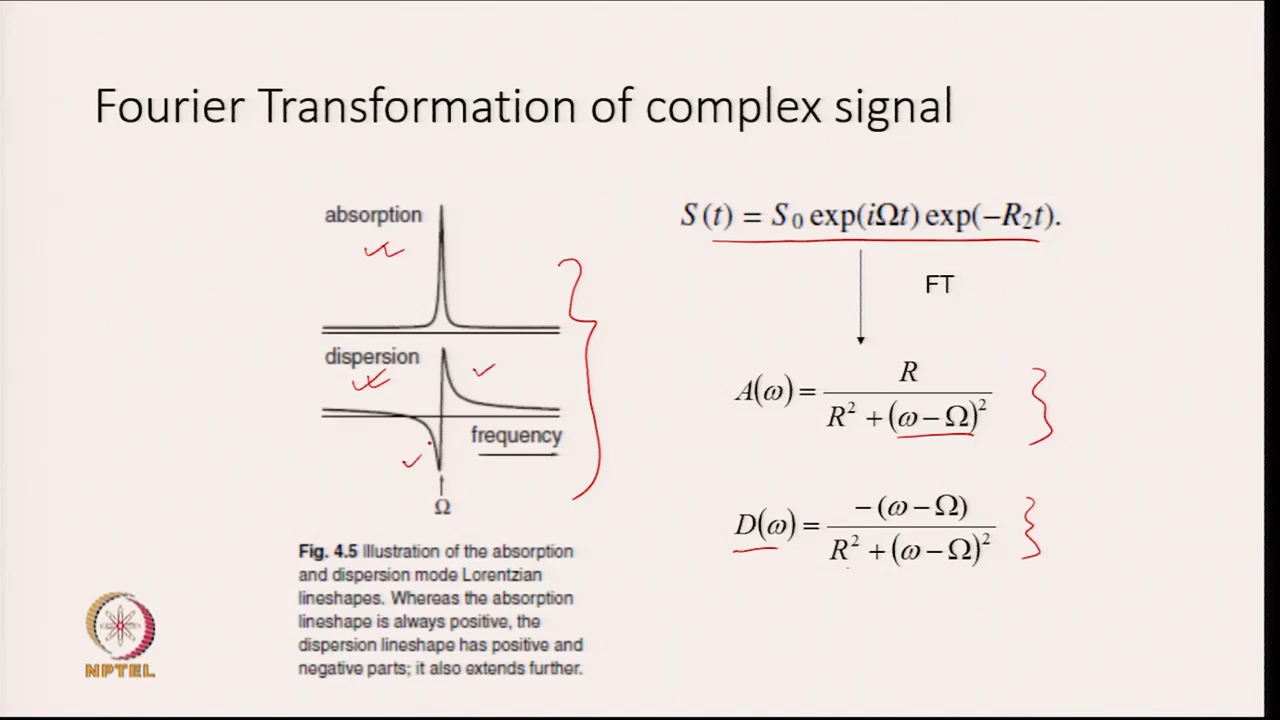 Fourier Transformation of complex signal
absorption
dispersion
frequency
Ω
Fig. 4.5 Illustration of the absorption
and dispersion mode Lorentzian
lineshapes. Whereas the absorption
lineshape is always positive, the
dispersion lineshape has positive and
negative parts; it also extends further.
S(t) = S₀ exp(iΩt) exp(−R₂t).
FT
A(ω) = R / (R² + (ω − Ω)²)
D(ω) = −(ω − Ω) / (R² + (ω − Ω)²)
NPTEL